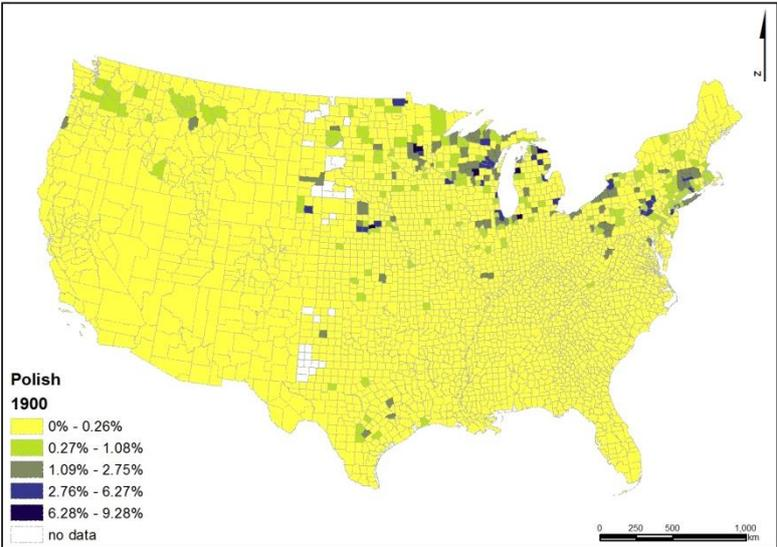 N
Polish
1900
0% - 0.26%
0.27% - 1.08%
1.09% - 2.75%
2.76% - 6.27%
6.28% - 9.28%
no data
0 250 500 1,000
km